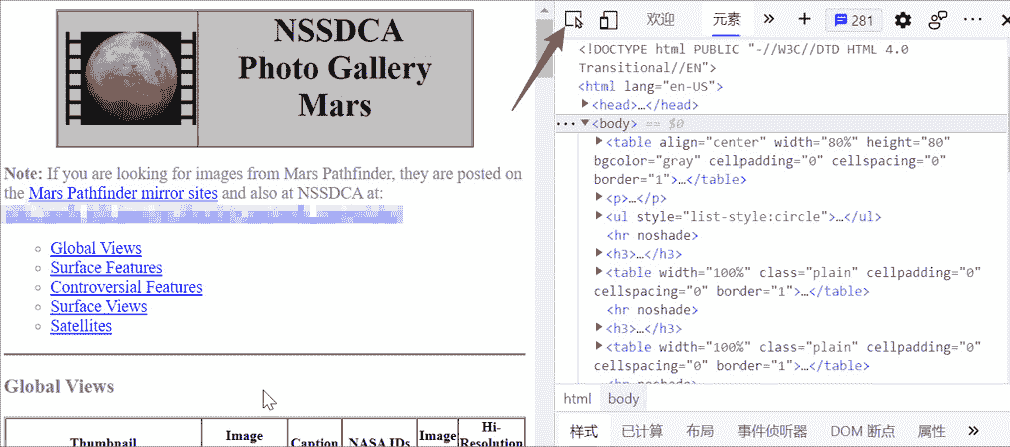 NSSDCA
Photo Gallery
Mars
Note: If you are looking for images from Mars Pathfinder, they are posted on
the Mars Pathfinder mirror sites and also at NSSDCA at:
Global Views
Surface Features
Controversial Features
Surface Views
Satellites
Global Views
Thumbnail
Image
Caption
NASA IDs
Image
Hi-
Resolution
欢迎
元素
281
<!DOCTYPE html PUBLIC "-//W3C//DTD HTML 4.0
Transitional//EN">
<html lang="en-US">
<head>…</head>
<body> == $0
<table align="center" width="80%" height="80"
bgcolor="gray" cellpadding="0" cellspacing="0"
border="1">…</table>
<p>…</p>
<ul style="list-style:circle">…</ul>
<hr noshade>
<h3>…</h3>
<table width="100%" class="plain" cellpadding="0"
cellspacing="0" border="1">…</table>
<hr noshade>
<h3>…</h3>
<table width="100%" class="plain" cellpadding="0"
cellspacing="0" border="1">…</table>
<hr noshade>
html body
样式 已计算 布局 事件侦听器 DOM 断点 属性